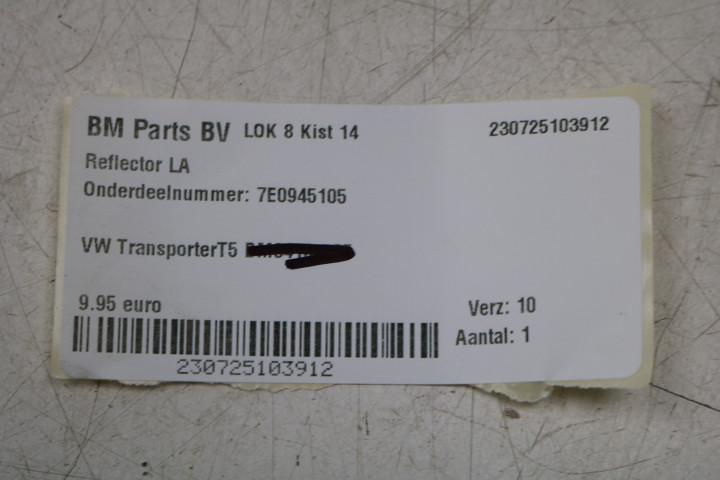 BM Parts BV LOK 8 Kist 14 230725103912
Reflector LA
Onderdeelnummer: 7E0945105
VW TransporterT5
9.95 euro Verz: 10
Aantal: 1
230725103912